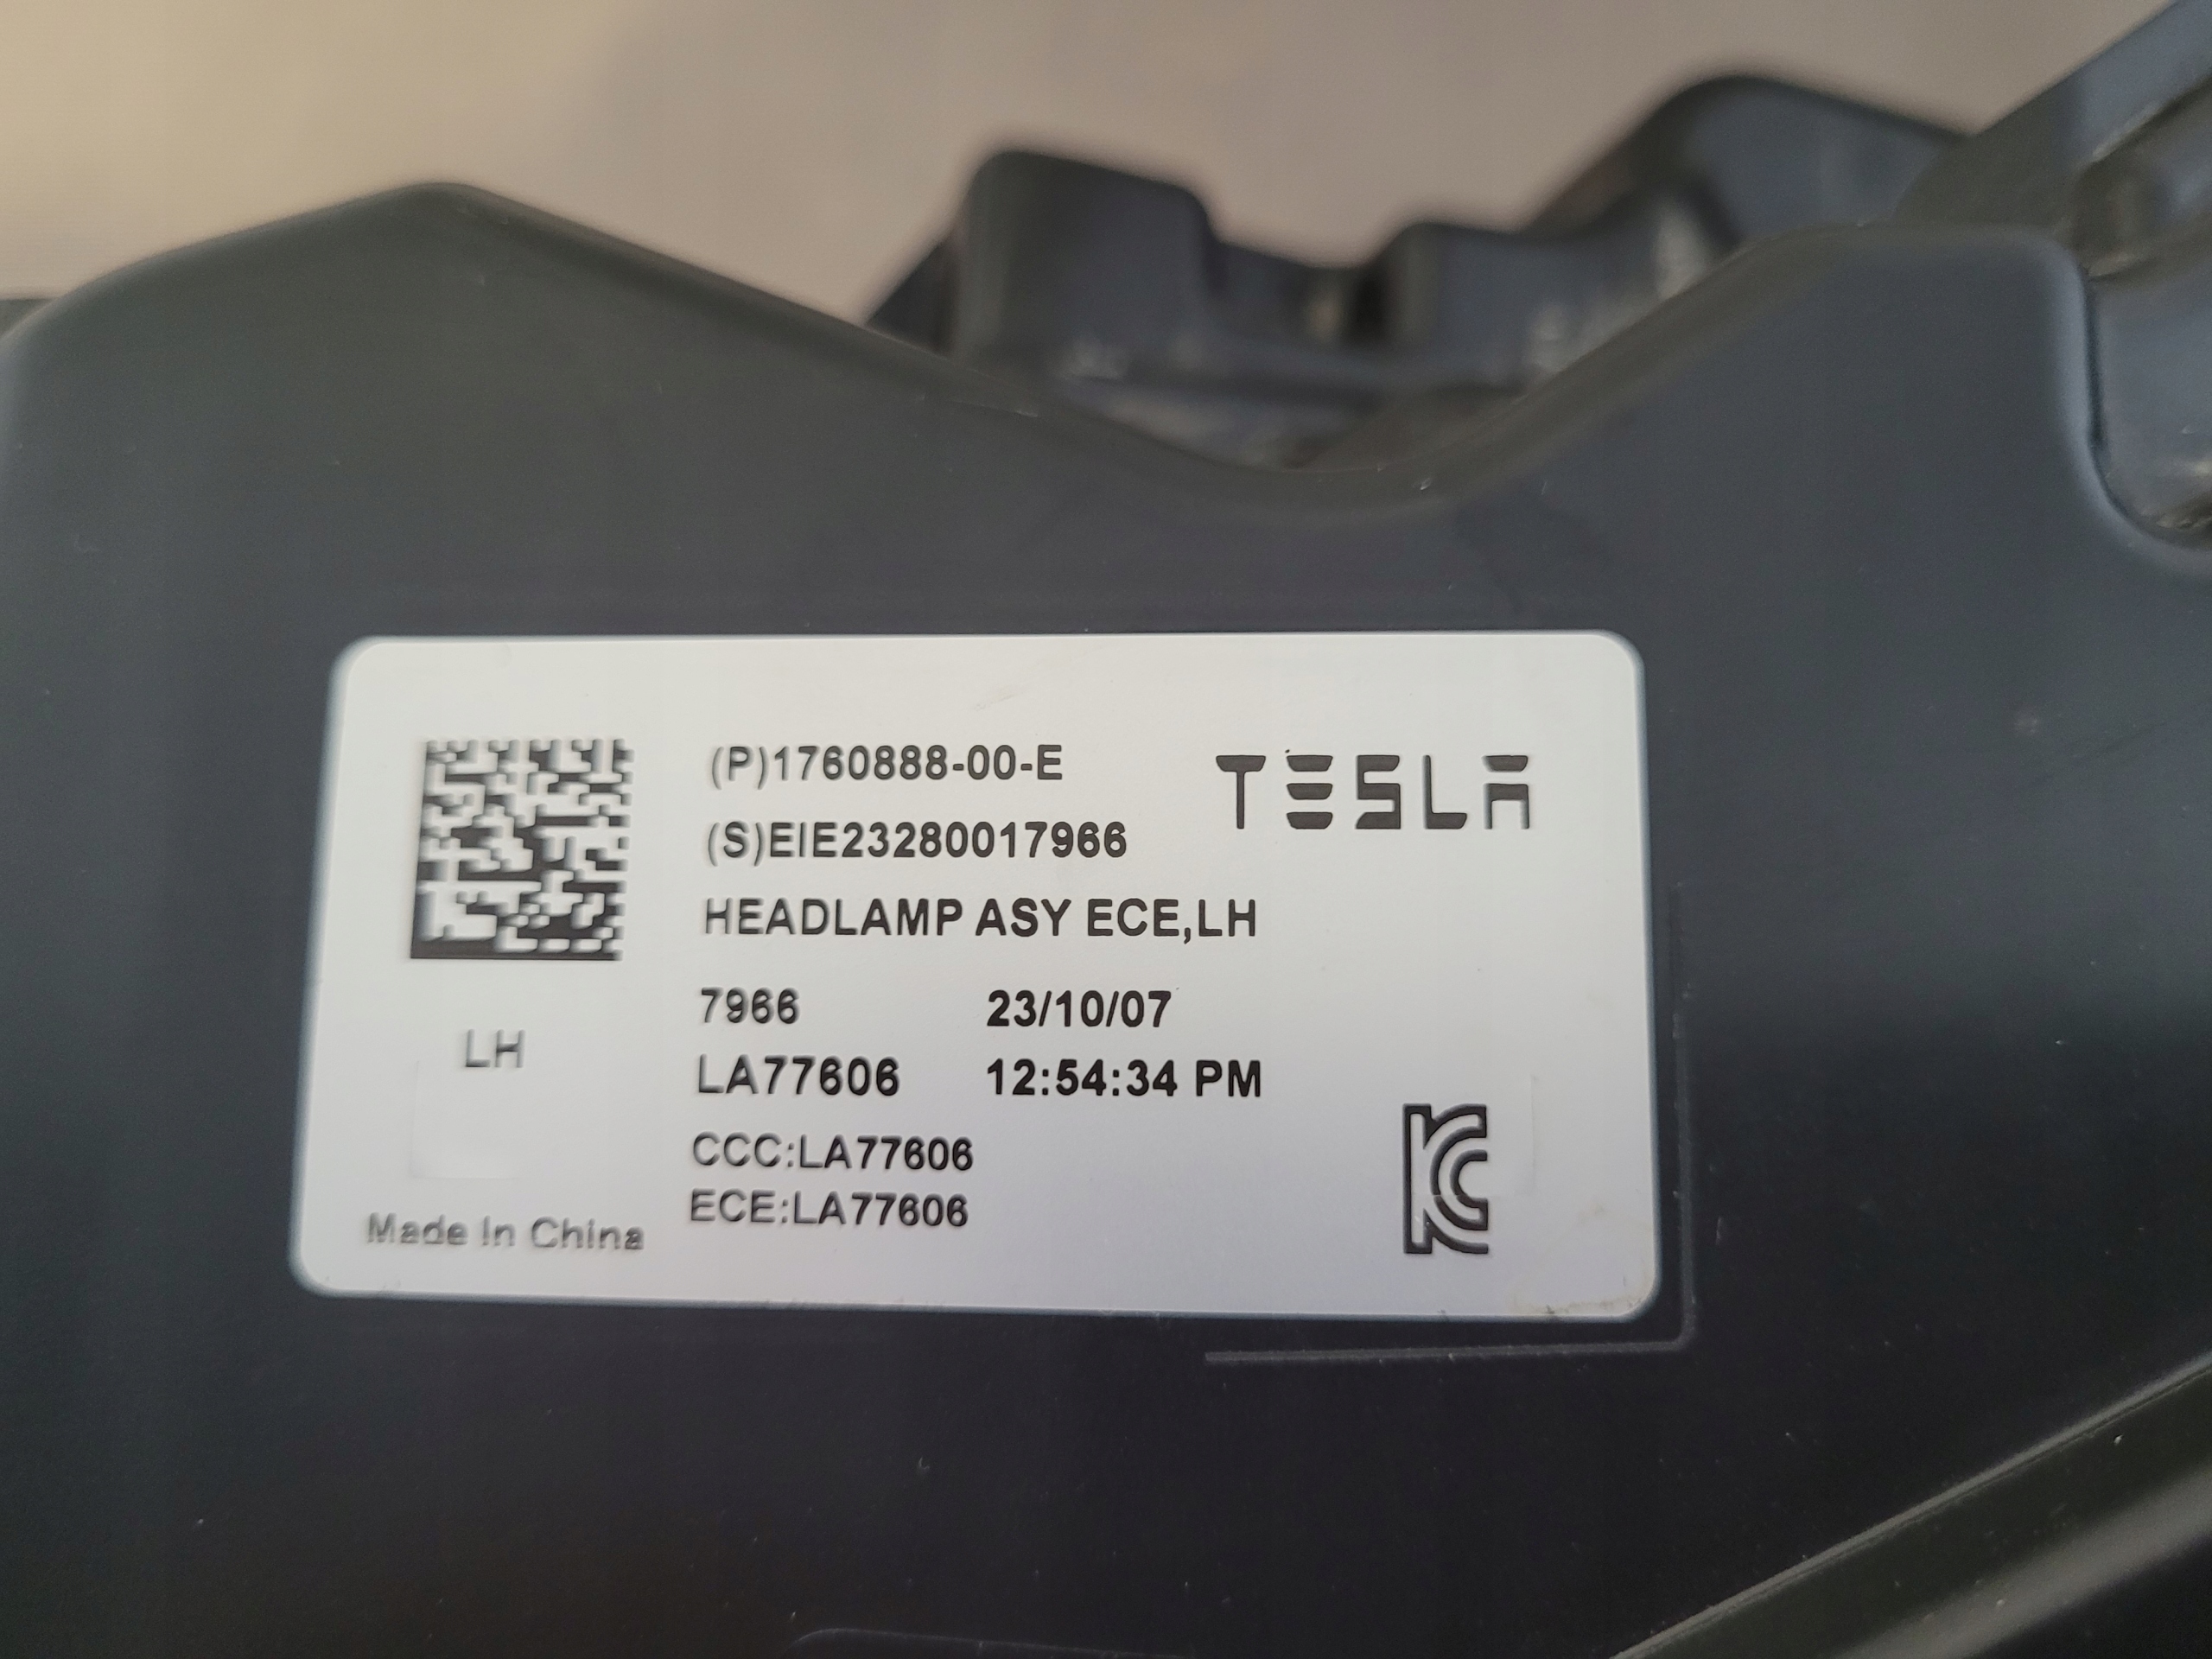 (P)1760888-00-E
TESLA
(S)EIE23280017966
HEADLAMP ASY ECE,LH
7966 23/10/07
LH
LA77606 12:54:34 PM
CCC:LA77606
ECE:LA77606
Made In China
KC